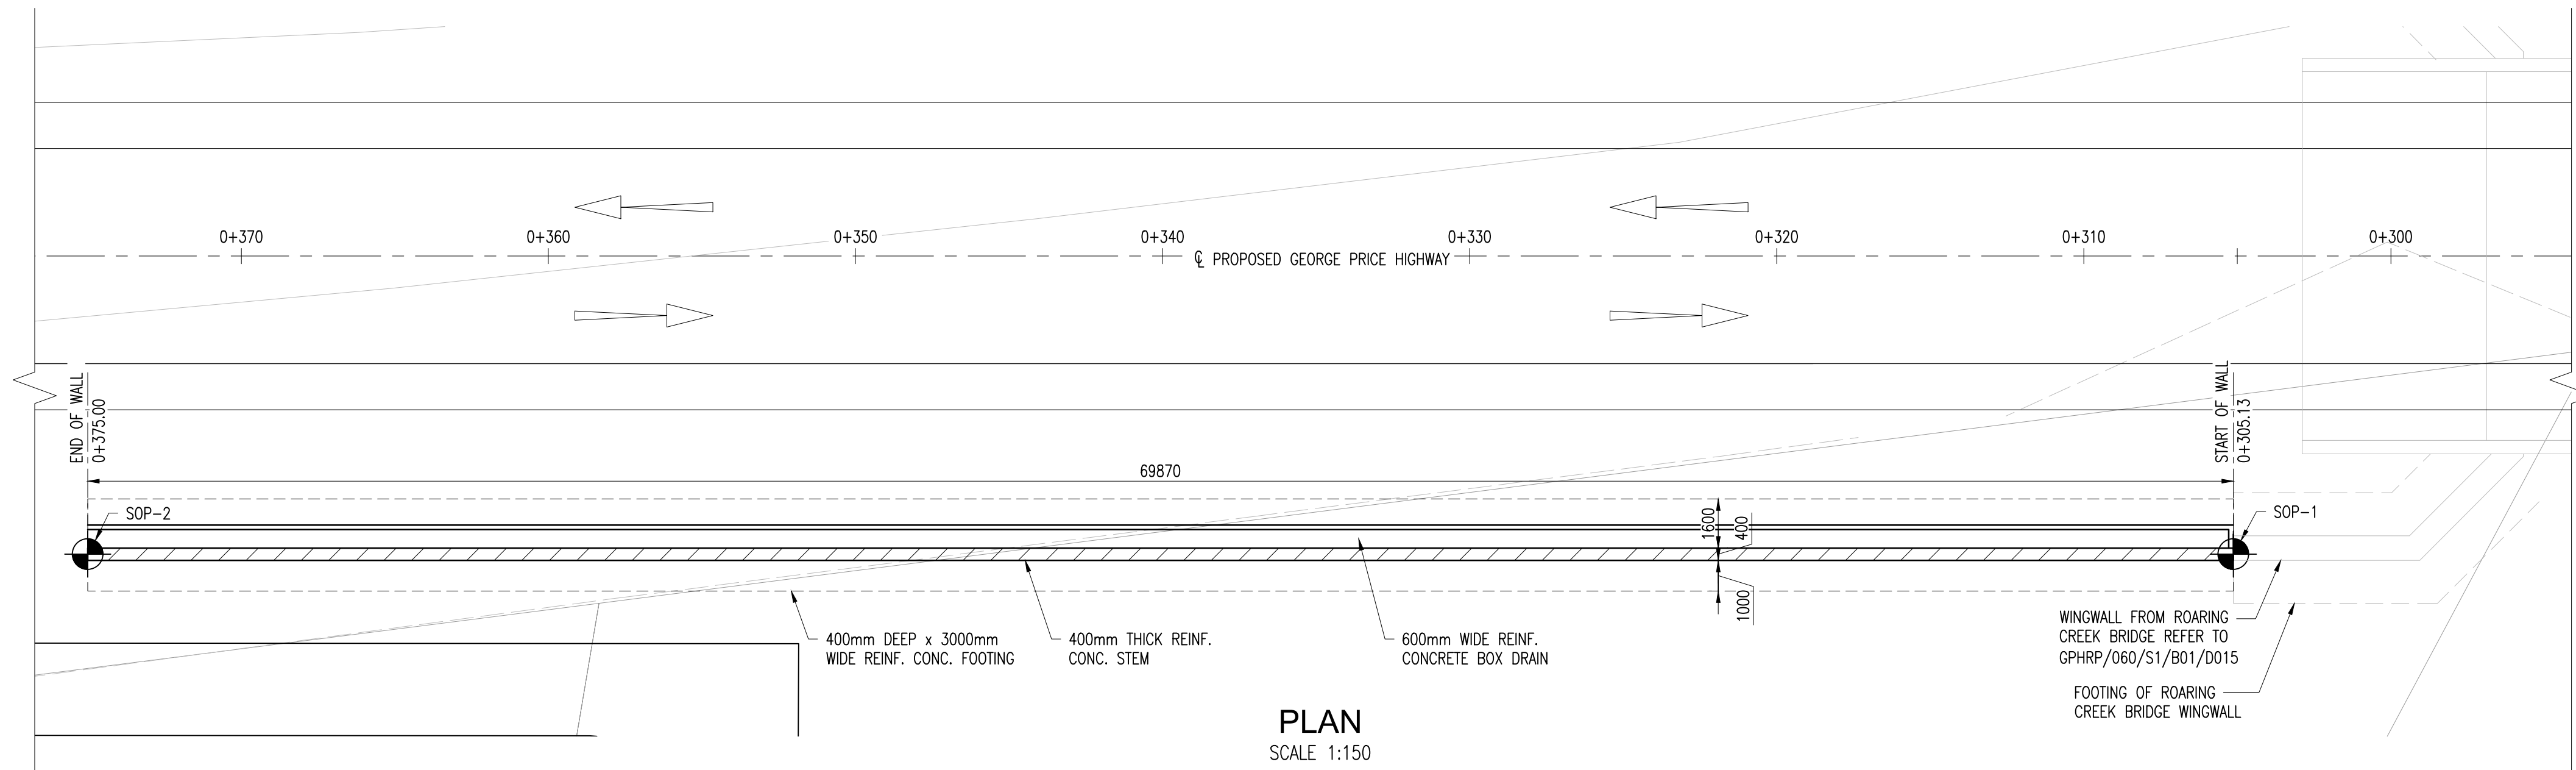 0+370
0+360
0+350
0+340
0+330
0+320
0+310
0+300
℄ PROPOSED GEORGE PRICE HIGHWAY
END OF WALL
0+375.00
START OF WALL
0+305.13
69870
SOP-2
1600
400
1000
SOP-1
400mm DEEP x 3000mm
WIDE REINF. CONC. FOOTING
400mm THICK REINF.
CONC. STEM
600mm WIDE REINF.
CONCRETE BOX DRAIN
WINGWALL FROM ROARING
CREEK BRIDGE REFER TO
GPHRP/060/S1/B01/D015
FOOTING OF ROARING
CREEK BRIDGE WINGWALL
PLAN
SCALE 1:150